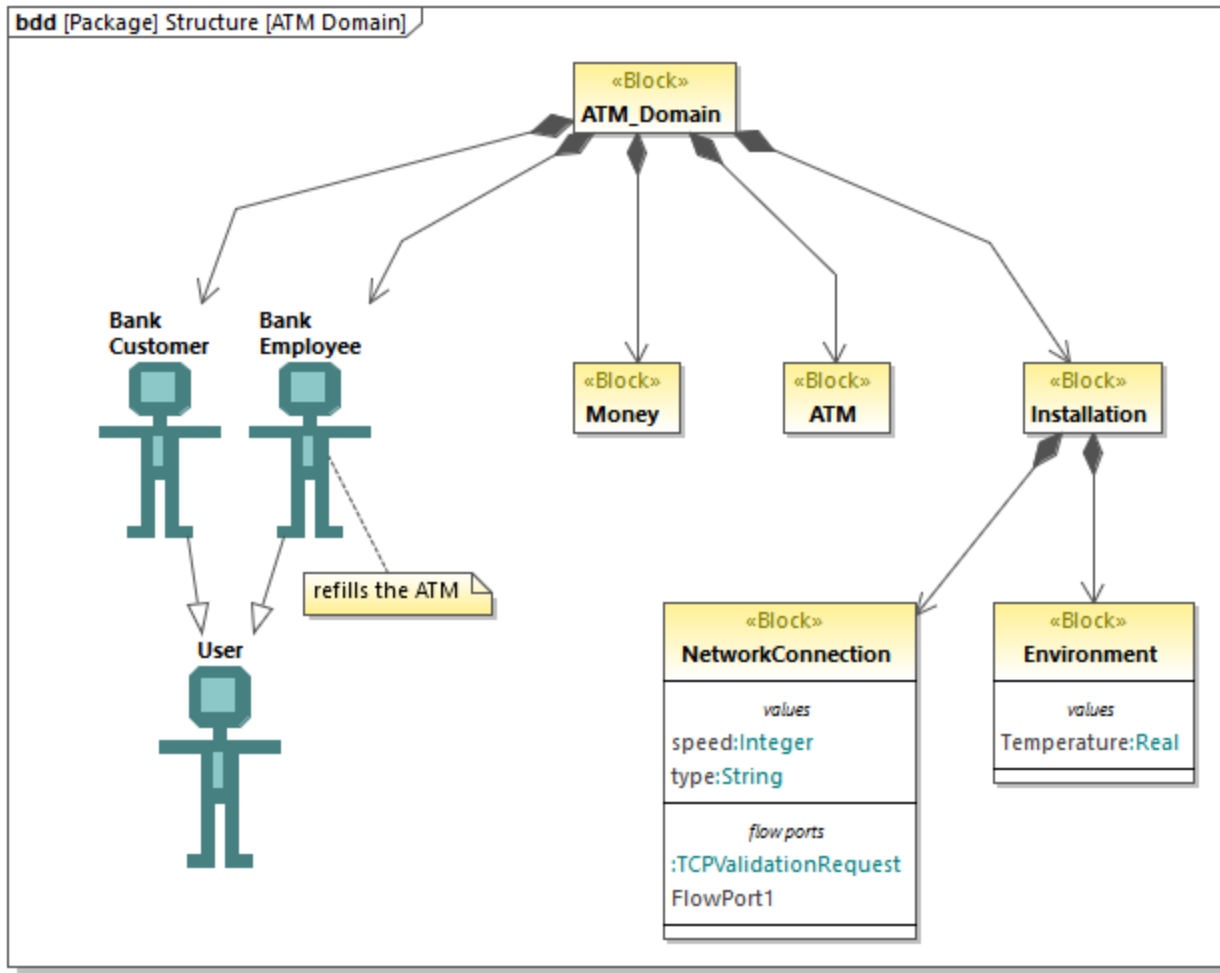 bdd [Package] Structure [ATM Domain]
«Block»
ATM_Domain
Bank
Customer
Bank
Employee
«Block»
Money
«Block»
ATM
«Block»
Installation
refills the ATM
User
«Block»
NetworkConnection
values
speed:Integer
type:String
flow ports
:TCPValidationRequest
FlowPort1
«Block»
Environment
values
Temperature:Real